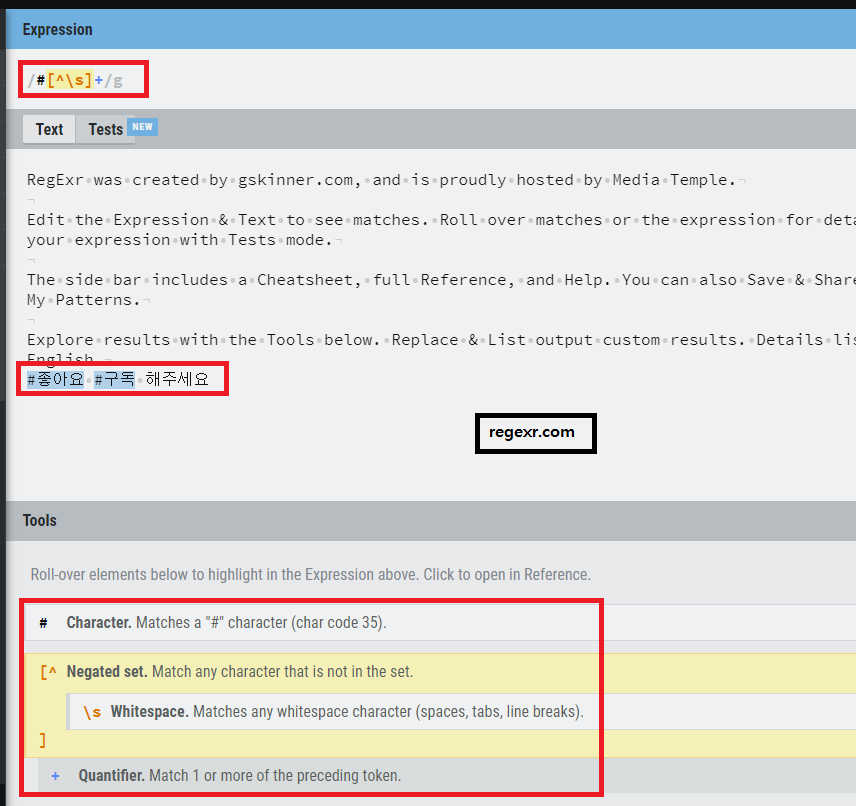 Expression
/#[^\s]+/g
Text Tests NEW
RegExr was created by gskinner.com, and is proudly hosted by Media Temple.
Edit the Expression & Text to see matches. Roll over matches or the expression for deta
your expression with Tests mode.
The side bar includes a Cheatsheet, full Reference, and Help. You can also Save & Share
My Patterns.
Explore results with the Tools below. Replace & List output custom results. Details lis
English.
#좋아요 #구독 해주세요
regexr.com
Tools
Roll-over elements below to highlight in the Expression above. Click to open in Reference.
# Character. Matches a "#" character (char code 35).
[^ Negated set. Match any character that is not in the set.
\s Whitespace. Matches any whitespace character (spaces, tabs, line breaks).
]
+ Quantifier. Match 1 or more of the preceding token.